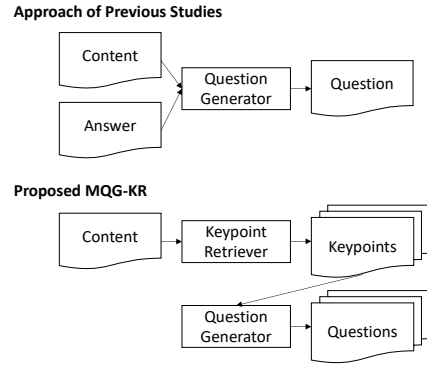 Approach of Previous Studies
Content
Answer
Question
Generator
Question
Proposed MQG-KR
Content
Keypoint
Retriever
Keypoints
Question
Generator
Questions